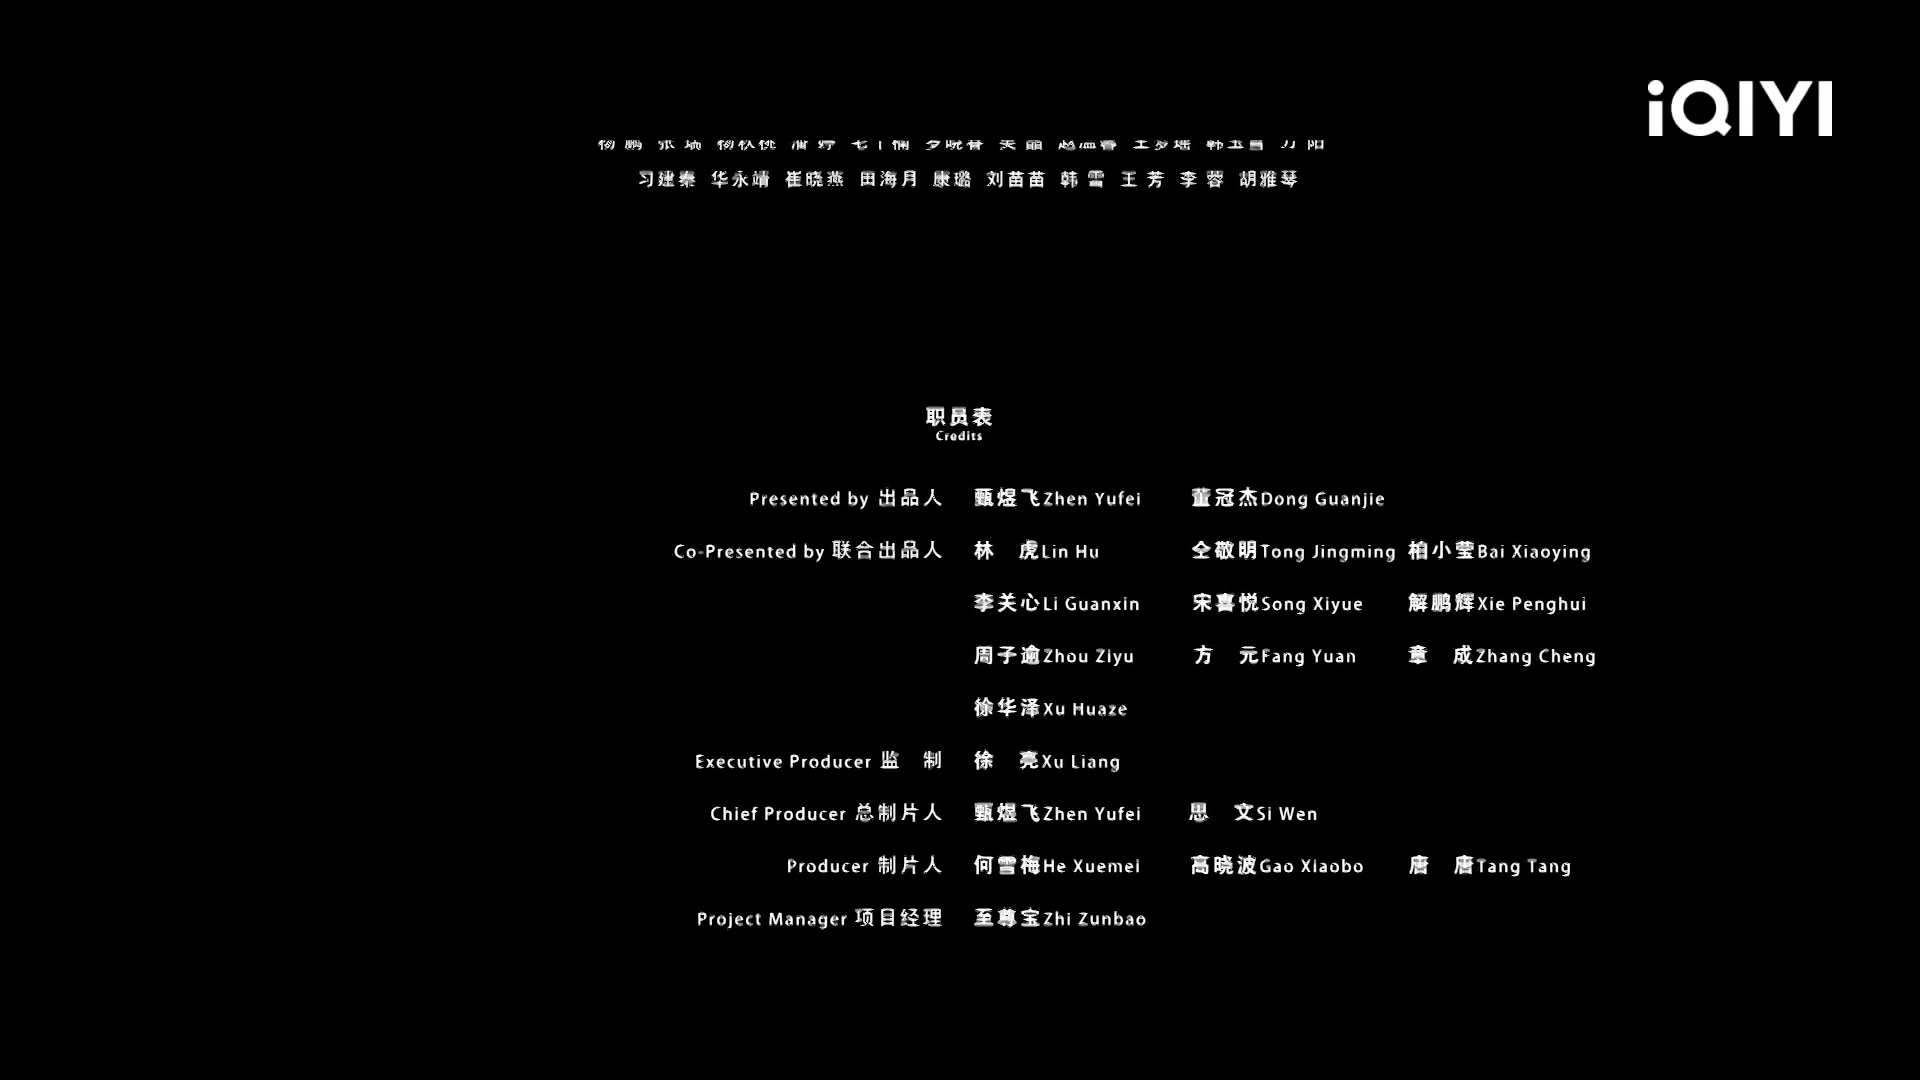 iQIYI
习建秦 华永靖 崔晓燕 田海月 康璐 刘苗苗 韩 雪 王 芳 李 蓉 胡雅琴
职员表
Credits
Presented by 出品人 甄煜飞Zhen Yufei 董冠杰Dong Guanjie
Co-Presented by 联合出品人 林 虎Lin Hu 仝敬明Tong Jingming 柏小莹Bai Xiaoying
李关心Li Guanxin 宋喜悦Song Xiyue 解鹏辉Xie Penghui
周子逾Zhou Ziyu 方 元Fang Yuan 章 成Zhang Cheng
徐华泽Xu Huaze
Executive Producer 监 制 徐 亮Xu Liang
Chief Producer 总制片人 甄煜飞Zhen Yufei 思 文Si Wen
Producer 制片人 何雪梅He Xuemei 高晓波Gao Xiaobo 唐 唐Tang Tang
Project Manager 项目经理 至尊宝Zhi Zunbao